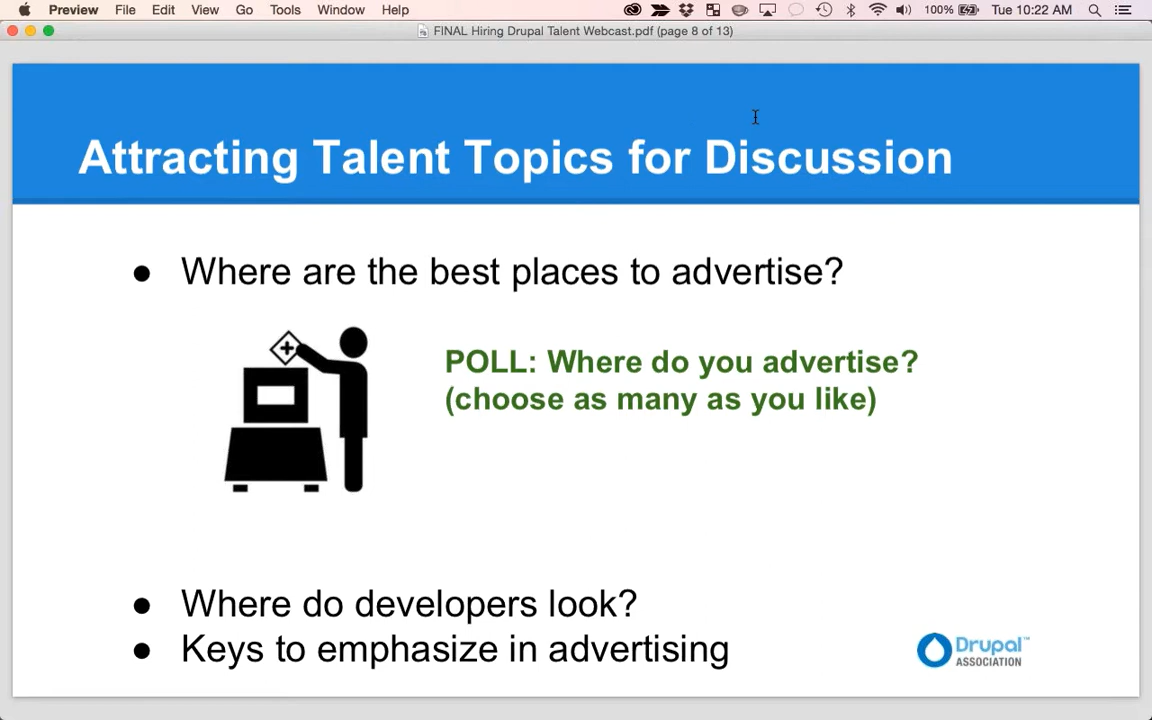 Preview File Edit View Go Tools Window Help 100% Tue 10:22 AM
FINAL Hiring Drupal Talent Webcast.pdf (page 8 of 13)
Attracting Talent Topics for Discussion
● Where are the best places to advertise?
POLL: Where do you advertise?
(choose as many as you like)
● Where do developers look?
● Keys to emphasize in advertising
Drupal™
ASSOCIATION